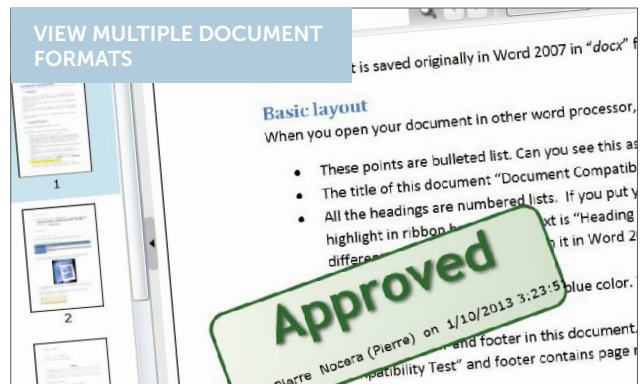 VIEW MULTIPLE DOCUMENT
FORMATS
t is saved originally in Word 2007 in "docx" f
Basic layout
When you open your document in other word processor,
• These points are bulleted list. Can you see this as
• The title of this document "Document Compatib
• All the headings are numbered lists. If you put y
highlight in ribbon xt is "Heading
differen it in Word 2
Approved
blue color.
Pierre Nocera (Pierre) on 1/10/2013 3:23:5
and footer in this document.
patibility Test" and footer contains page
1
2